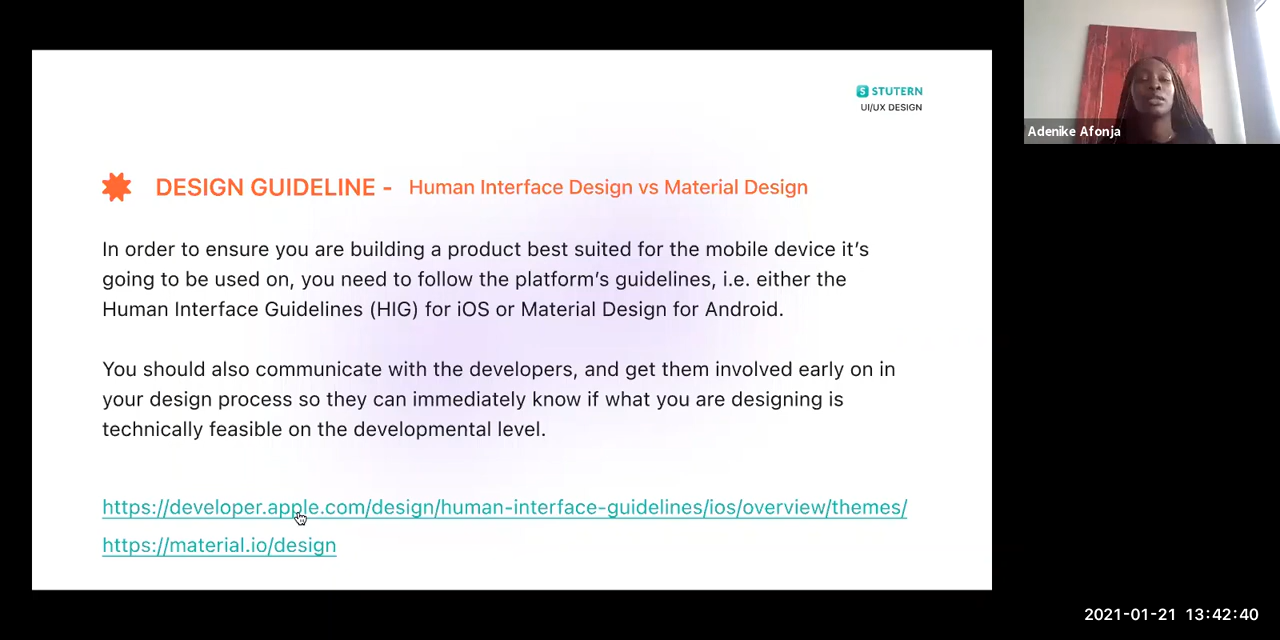 S STUTERN
UI/UX DESIGN
Adenike Afonja
DESIGN GUIDELINE - Human Interface Design vs Material Design
In order to ensure you are building a product best suited for the mobile device it’s
going to be used on, you need to follow the platform’s guidelines, i.e. either the
Human Interface Guidelines (HIG) for iOS or Material Design for Android.
You should also communicate with the developers, and get them involved early on in
your design process so they can immediately know if what you are designing is
technically feasible on the developmental level.
https://developer.apple.com/design/human-interface-guidelines/ios/overview/themes/
https://material.io/design
2021-01-21 13:42:40